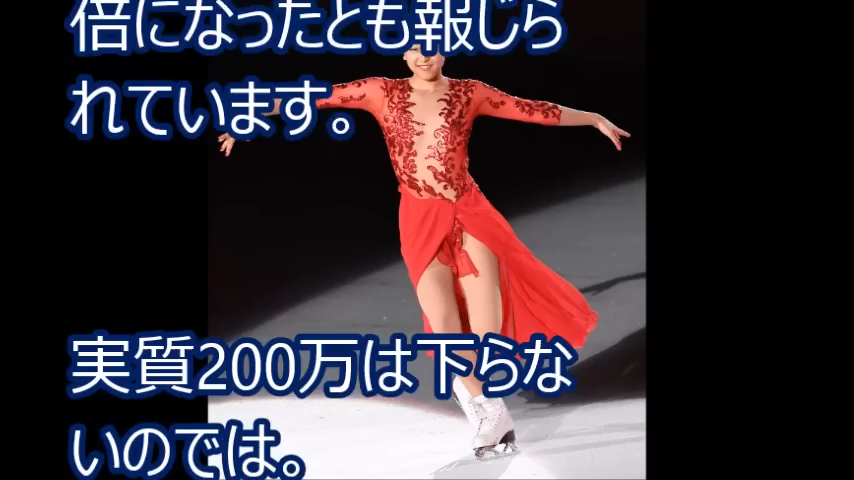 倍になったとも報じら
れています。
実質200万は下らな
いのでは。